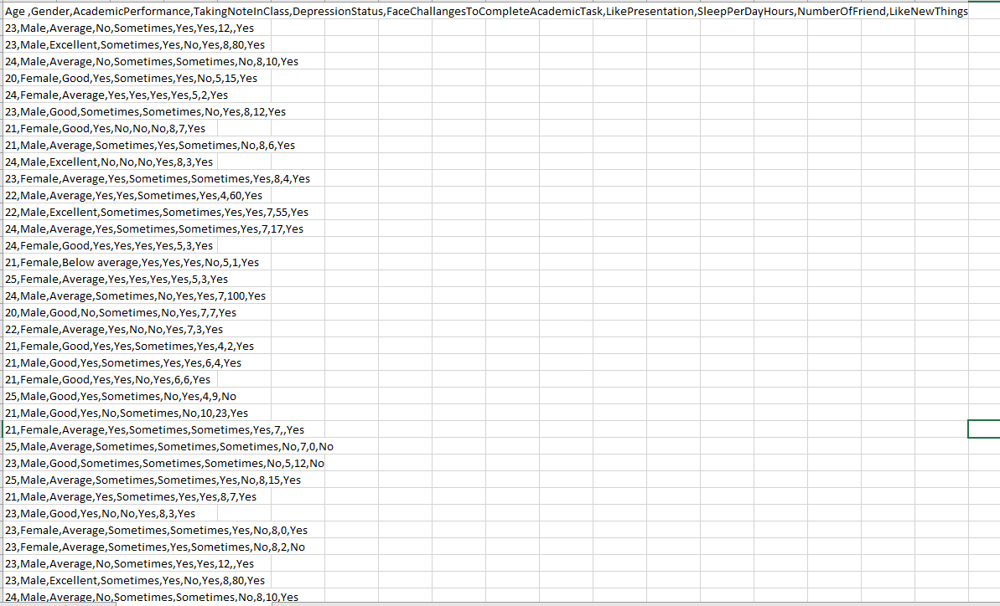 Age ,Gender,AcademicPerformance,TakingNoteInClass,DepressionStatus,FaceChallangesToCompleteAcademicTask,LikePresentation,SleepPerDayHours,NumberOfFriend,LikeNewThings
23,Male,Average,No,Sometimes,Yes,Yes,12,,Yes
23,Male,Excellent,Sometimes,Yes,No,Yes,8,80,Yes
24,Male,Average,No,Sometimes,Sometimes,No,8,10,Yes
20,Female,Good,Yes,Sometimes,Yes,No,5,15,Yes
24,Female,Average,Yes,Yes,Yes,Yes,5,2,Yes
23,Male,Good,Sometimes,Sometimes,No,Yes,8,12,Yes
21,Female,Good,Yes,No,No,No,8,7,Yes
21,Male,Average,Sometimes,Yes,Sometimes,No,8,6,Yes
24,Male,Excellent,No,No,No,Yes,8,3,Yes
23,Female,Average,Yes,Sometimes,Sometimes,Yes,8,4,Yes
22,Male,Average,Yes,Yes,Sometimes,Yes,4,60,Yes
22,Male,Excellent,Sometimes,Sometimes,Yes,Yes,7,55,Yes
24,Male,Average,Yes,Sometimes,Sometimes,Yes,7,17,Yes
24,Female,Good,Yes,Yes,Yes,Yes,5,3,Yes
21,Female,Below average,Yes,Yes,Yes,No,5,1,Yes
25,Female,Average,Yes,Yes,Yes,Yes,5,3,Yes
24,Male,Average,Sometimes,No,Yes,Yes,7,100,Yes
20,Male,Good,No,Sometimes,No,Yes,7,7,Yes
22,Female,Average,Yes,No,No,Yes,7,3,Yes
21,Female,Good,Yes,Yes,Sometimes,Yes,4,2,Yes
21,Male,Good,Yes,Sometimes,Yes,Yes,6,4,Yes
21,Female,Good,Yes,Yes,No,Yes,6,6,Yes
25,Male,Good,Yes,Sometimes,No,Yes,4,9,No
21,Male,Good,Yes,No,Sometimes,No,10,23,Yes
21,Female,Average,Yes,Sometimes,Sometimes,Yes,7,,Yes
25,Male,Average,Sometimes,Sometimes,Sometimes,No,7,0,No
23,Male,Good,Sometimes,Sometimes,Sometimes,No,5,12,No
25,Male,Average,Sometimes,Sometimes,Yes,No,8,15,Yes
21,Male,Average,Yes,Sometimes,Yes,Yes,8,7,Yes
23,Male,Good,Yes,No,No,Yes,8,3,Yes
23,Female,Average,Sometimes,Sometimes,Yes,No,8,0,Yes
23,Female,Average,Sometimes,Yes,Sometimes,No,8,2,No
23,Male,Average,No,Sometimes,Yes,Yes,12,,Yes
23,Male,Excellent,Sometimes,Yes,No,Yes,8,80,Yes
24,Male,Average,No,Sometimes,Sometimes,No,8,10,Yes